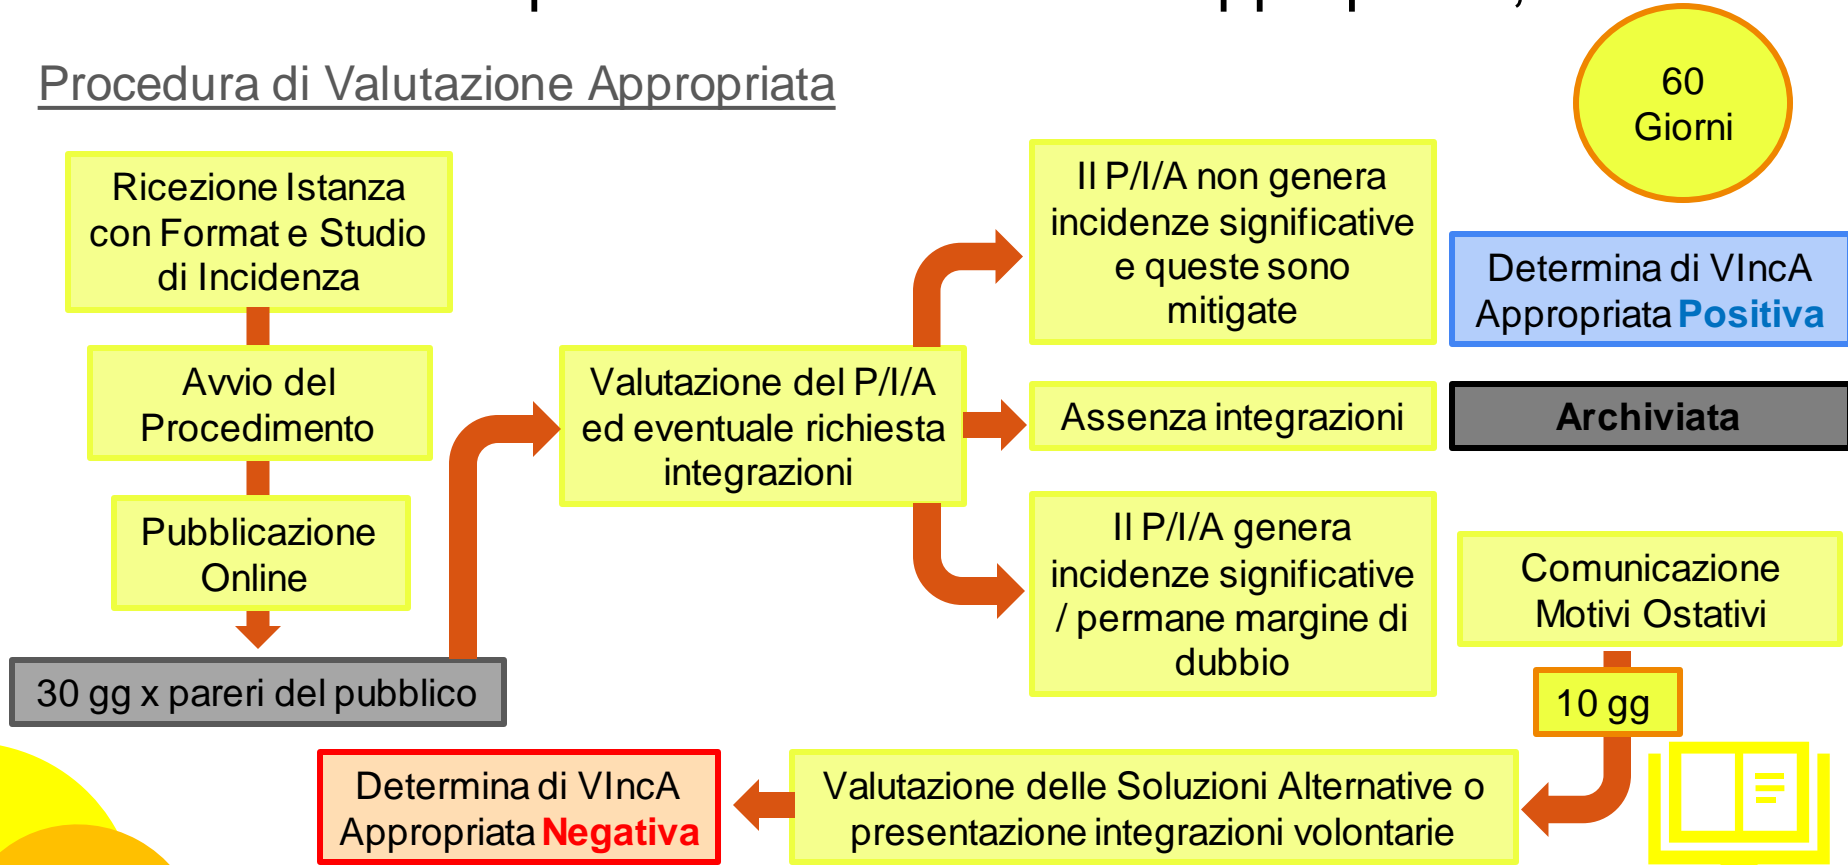 Procedura di Valutazione Appropriata
60
Giorni
Ricezione Istanza
con Format e Studio
di Incidenza
Avvio del
Procedimento
Pubblicazione
Online
30 gg x pareri del pubblico
Valutazione del P/I/A
ed eventuale richiesta
integrazioni
Il P/I/A non genera
incidenze significative
e queste sono
mitigate
Determina di VIncA
Appropriata Positiva
Assenza integrazioni
Archiviata
Il P/I/A genera
incidenze significative
/ permane margine di
dubbio
Comunicazione
Motivi Ostativi
10 gg
Valutazione delle Soluzioni Alternative o
presentazione integrazioni volontarie
Determina di VIncA
Appropriata Negativa